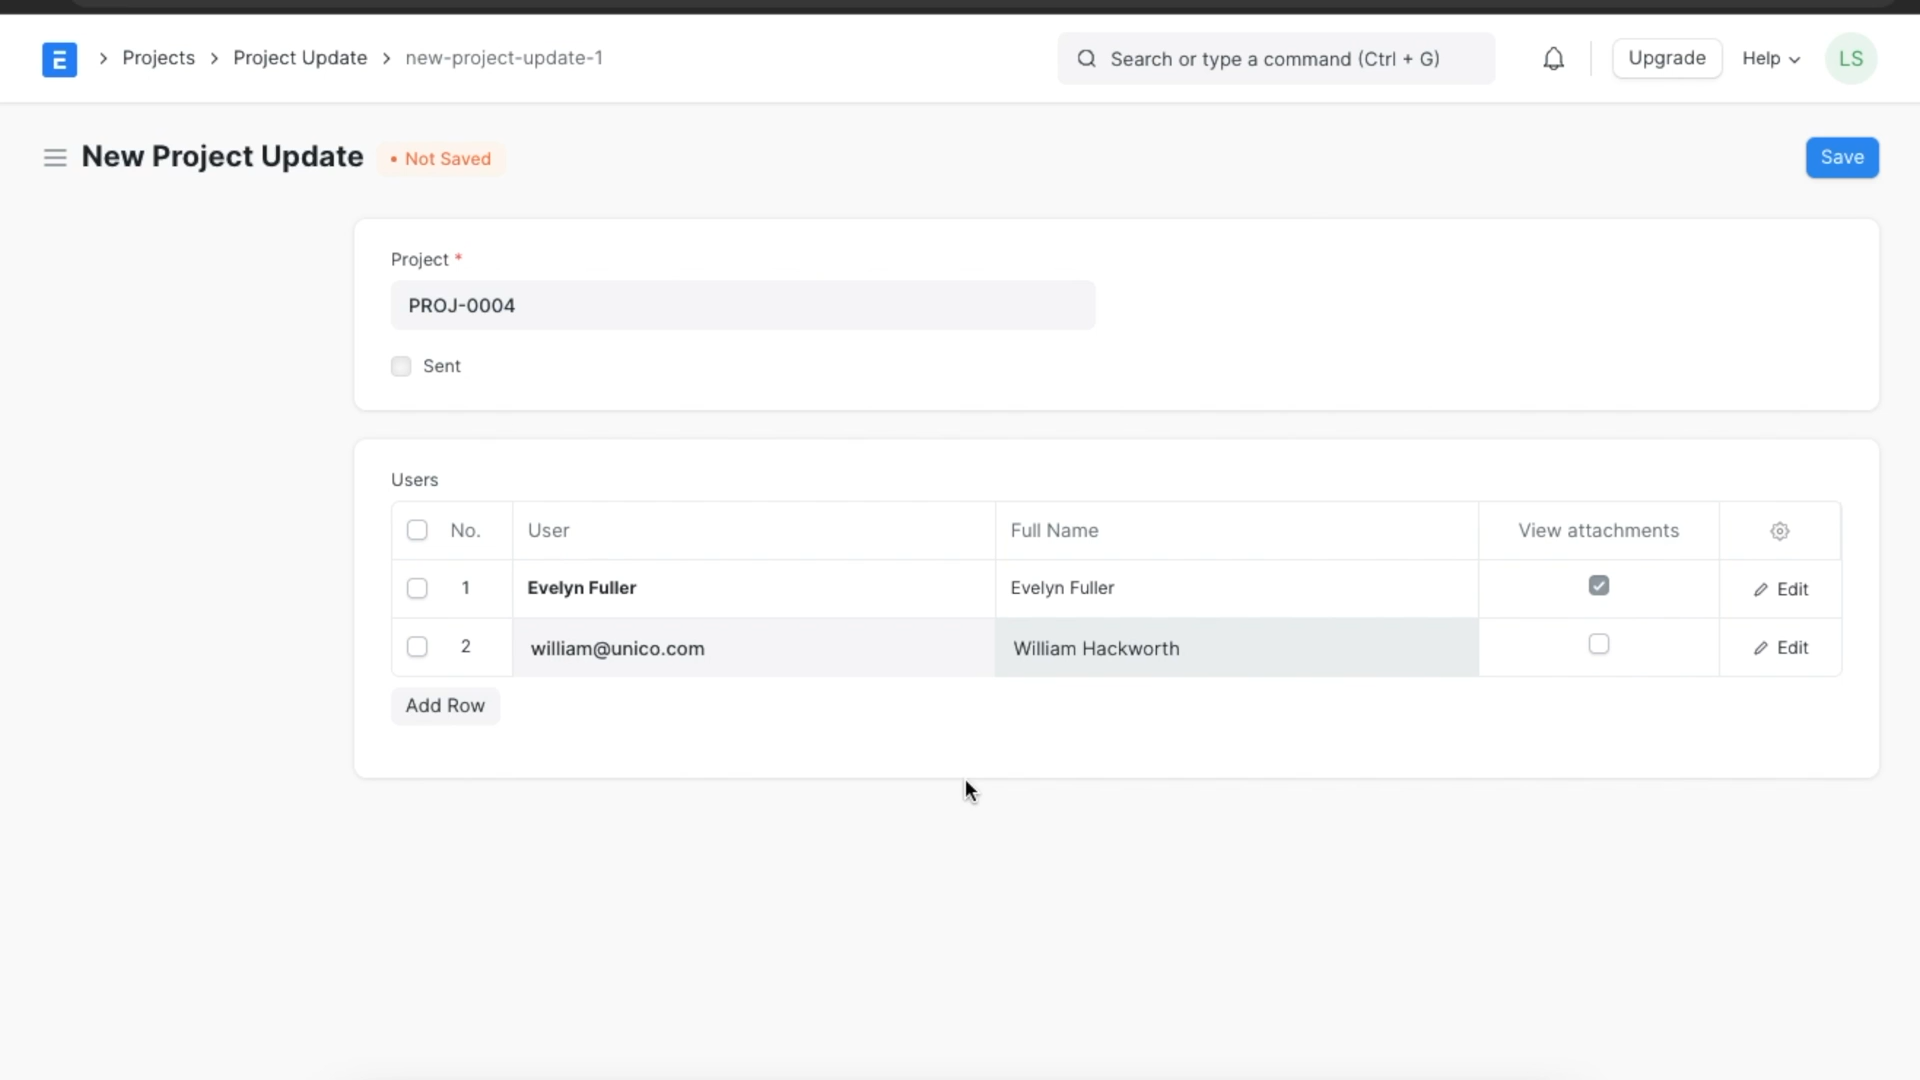 E > Projects > Project Update > new-project-update-1 Search or type a command (Ctrl + G) Upgrade Help LS
New Project Update • Not Saved Save
Project *
PROJ-0004
Sent
Users
No. User Full Name View attachments
1 Evelyn Fuller Evelyn Fuller Edit
2 william@unico.com William Hackworth Edit
Add Row